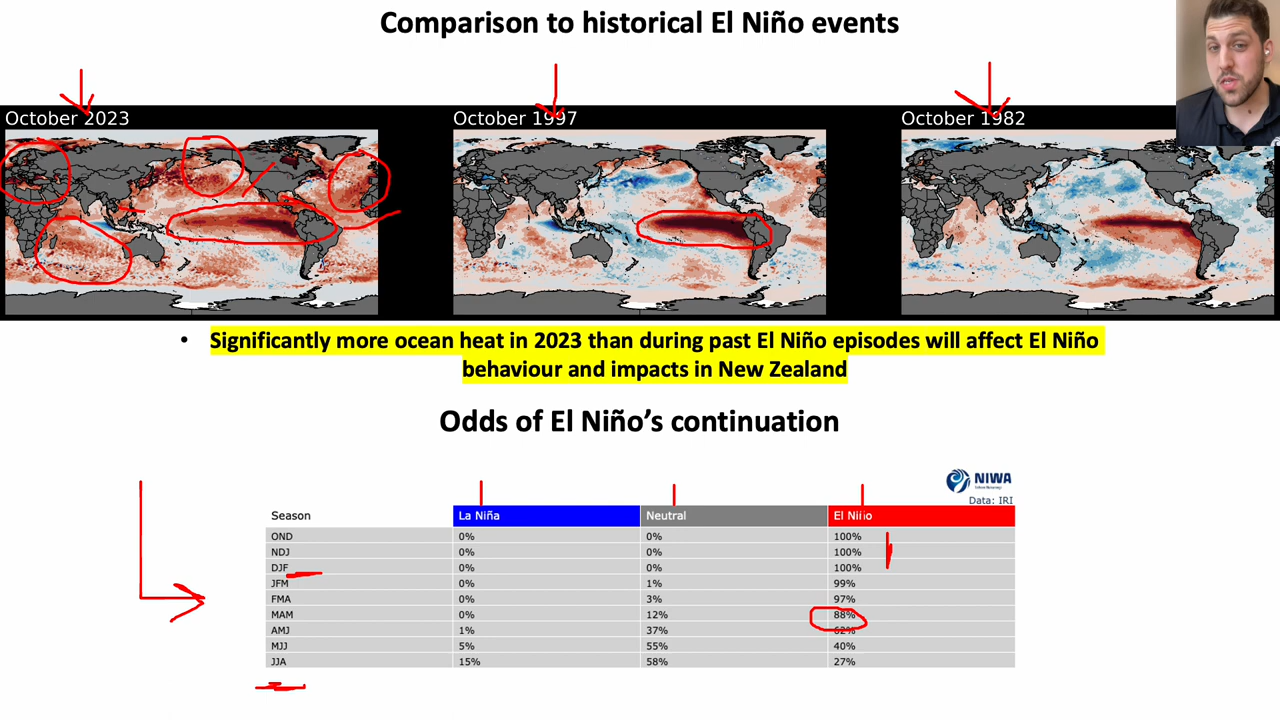 Comparison to historical El Niño events
October 2023
October 1997
October 1982
• Significantly more ocean heat in 2023 than during past El Niño episodes will affect El Niño
behaviour and impacts in New Zealand
Odds of El Niño's continuation
NIWA
Data: IRI
Season La Niña Neutral El Niño
OND 0% 0% 100%
NDJ 0% 0% 100%
DJF 0% 0% 100%
JFM 0% 1% 99%
FMA 0% 3% 97%
MAM 0% 12% 88%
AMJ 1% 37% 62%
MJJ 5% 55% 40%
JJA 15% 58% 27%